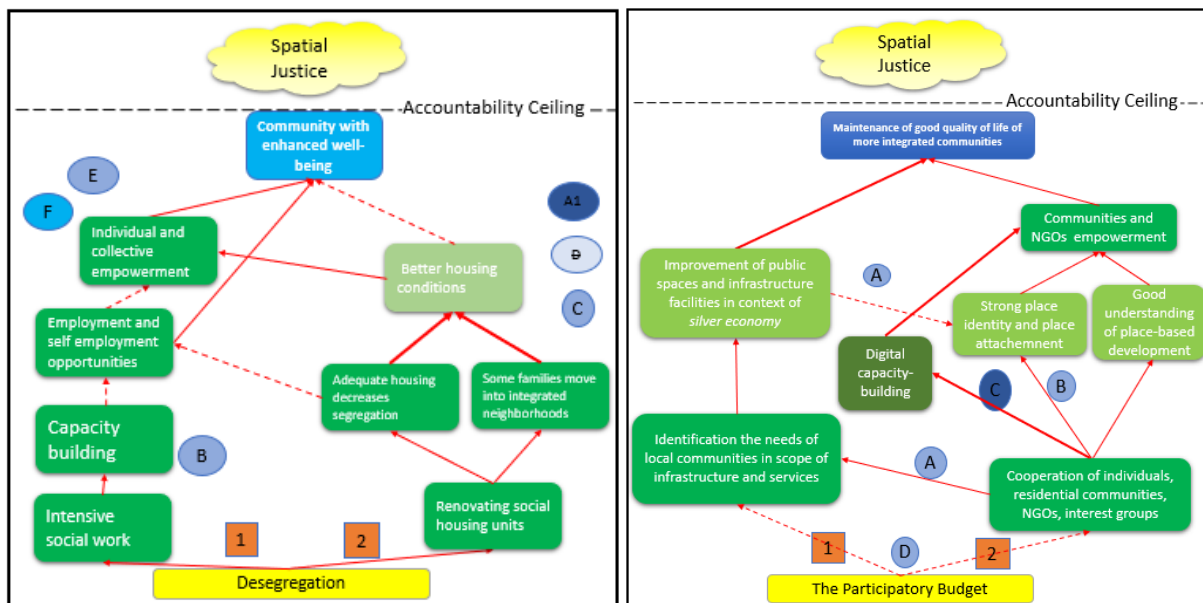 Spatial
Justice
Accountability Ceiling
Community with
enhanced well-
being
E
F
A1
Individual and
collective
empowerment
Better housing
conditions
D
C
Employment and
self employment
opportunities
Adequate housing
decreases
segregation
Some families move
into integrated
neighborhoods
Capacity
building
B
Intensive
social work
Renovating social
housing units
1
2
Desegregation
Spatial
Justice
Accountability Ceiling
Maintenance of good quality of life of
more integrated communities
Communities and
NGOs empowerment
Improvement of public
spaces and infrastructure
facilities in context of
silver economy
A
Strong place
identity and place
attachemnent
Good
understanding
of place-based
development
Digital
capacity-
building
C
B
Identification the needs of
local communities in scope of
infrastructure and services
A
Cooperation of individuals,
residential communities,
NGOs, interest groups
1
D
2
The Participatory Budget